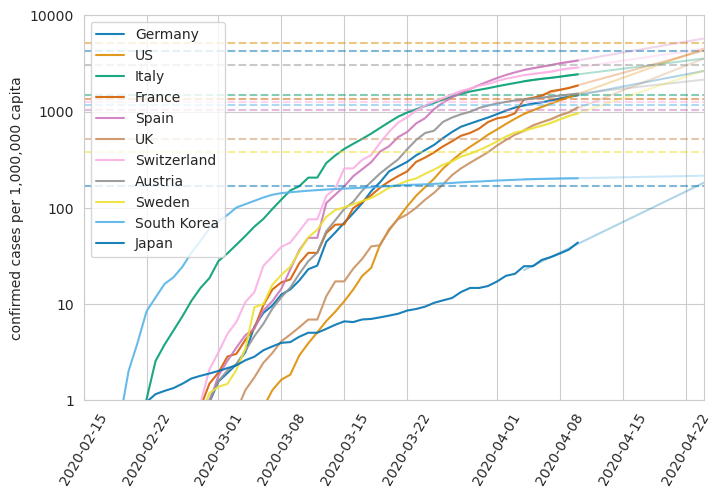 10000
1000
100
10
1
confirmed cases per 1,000,000 capita
Germany
US
Italy
France
Spain
UK
Switzerland
Austria
Sweden
South Korea
Japan
2020-02-15
2020-02-22
2020-03-01
2020-03-08
2020-03-15
2020-03-22
2020-04-01
2020-04-08
2020-04-15
2020-04-22